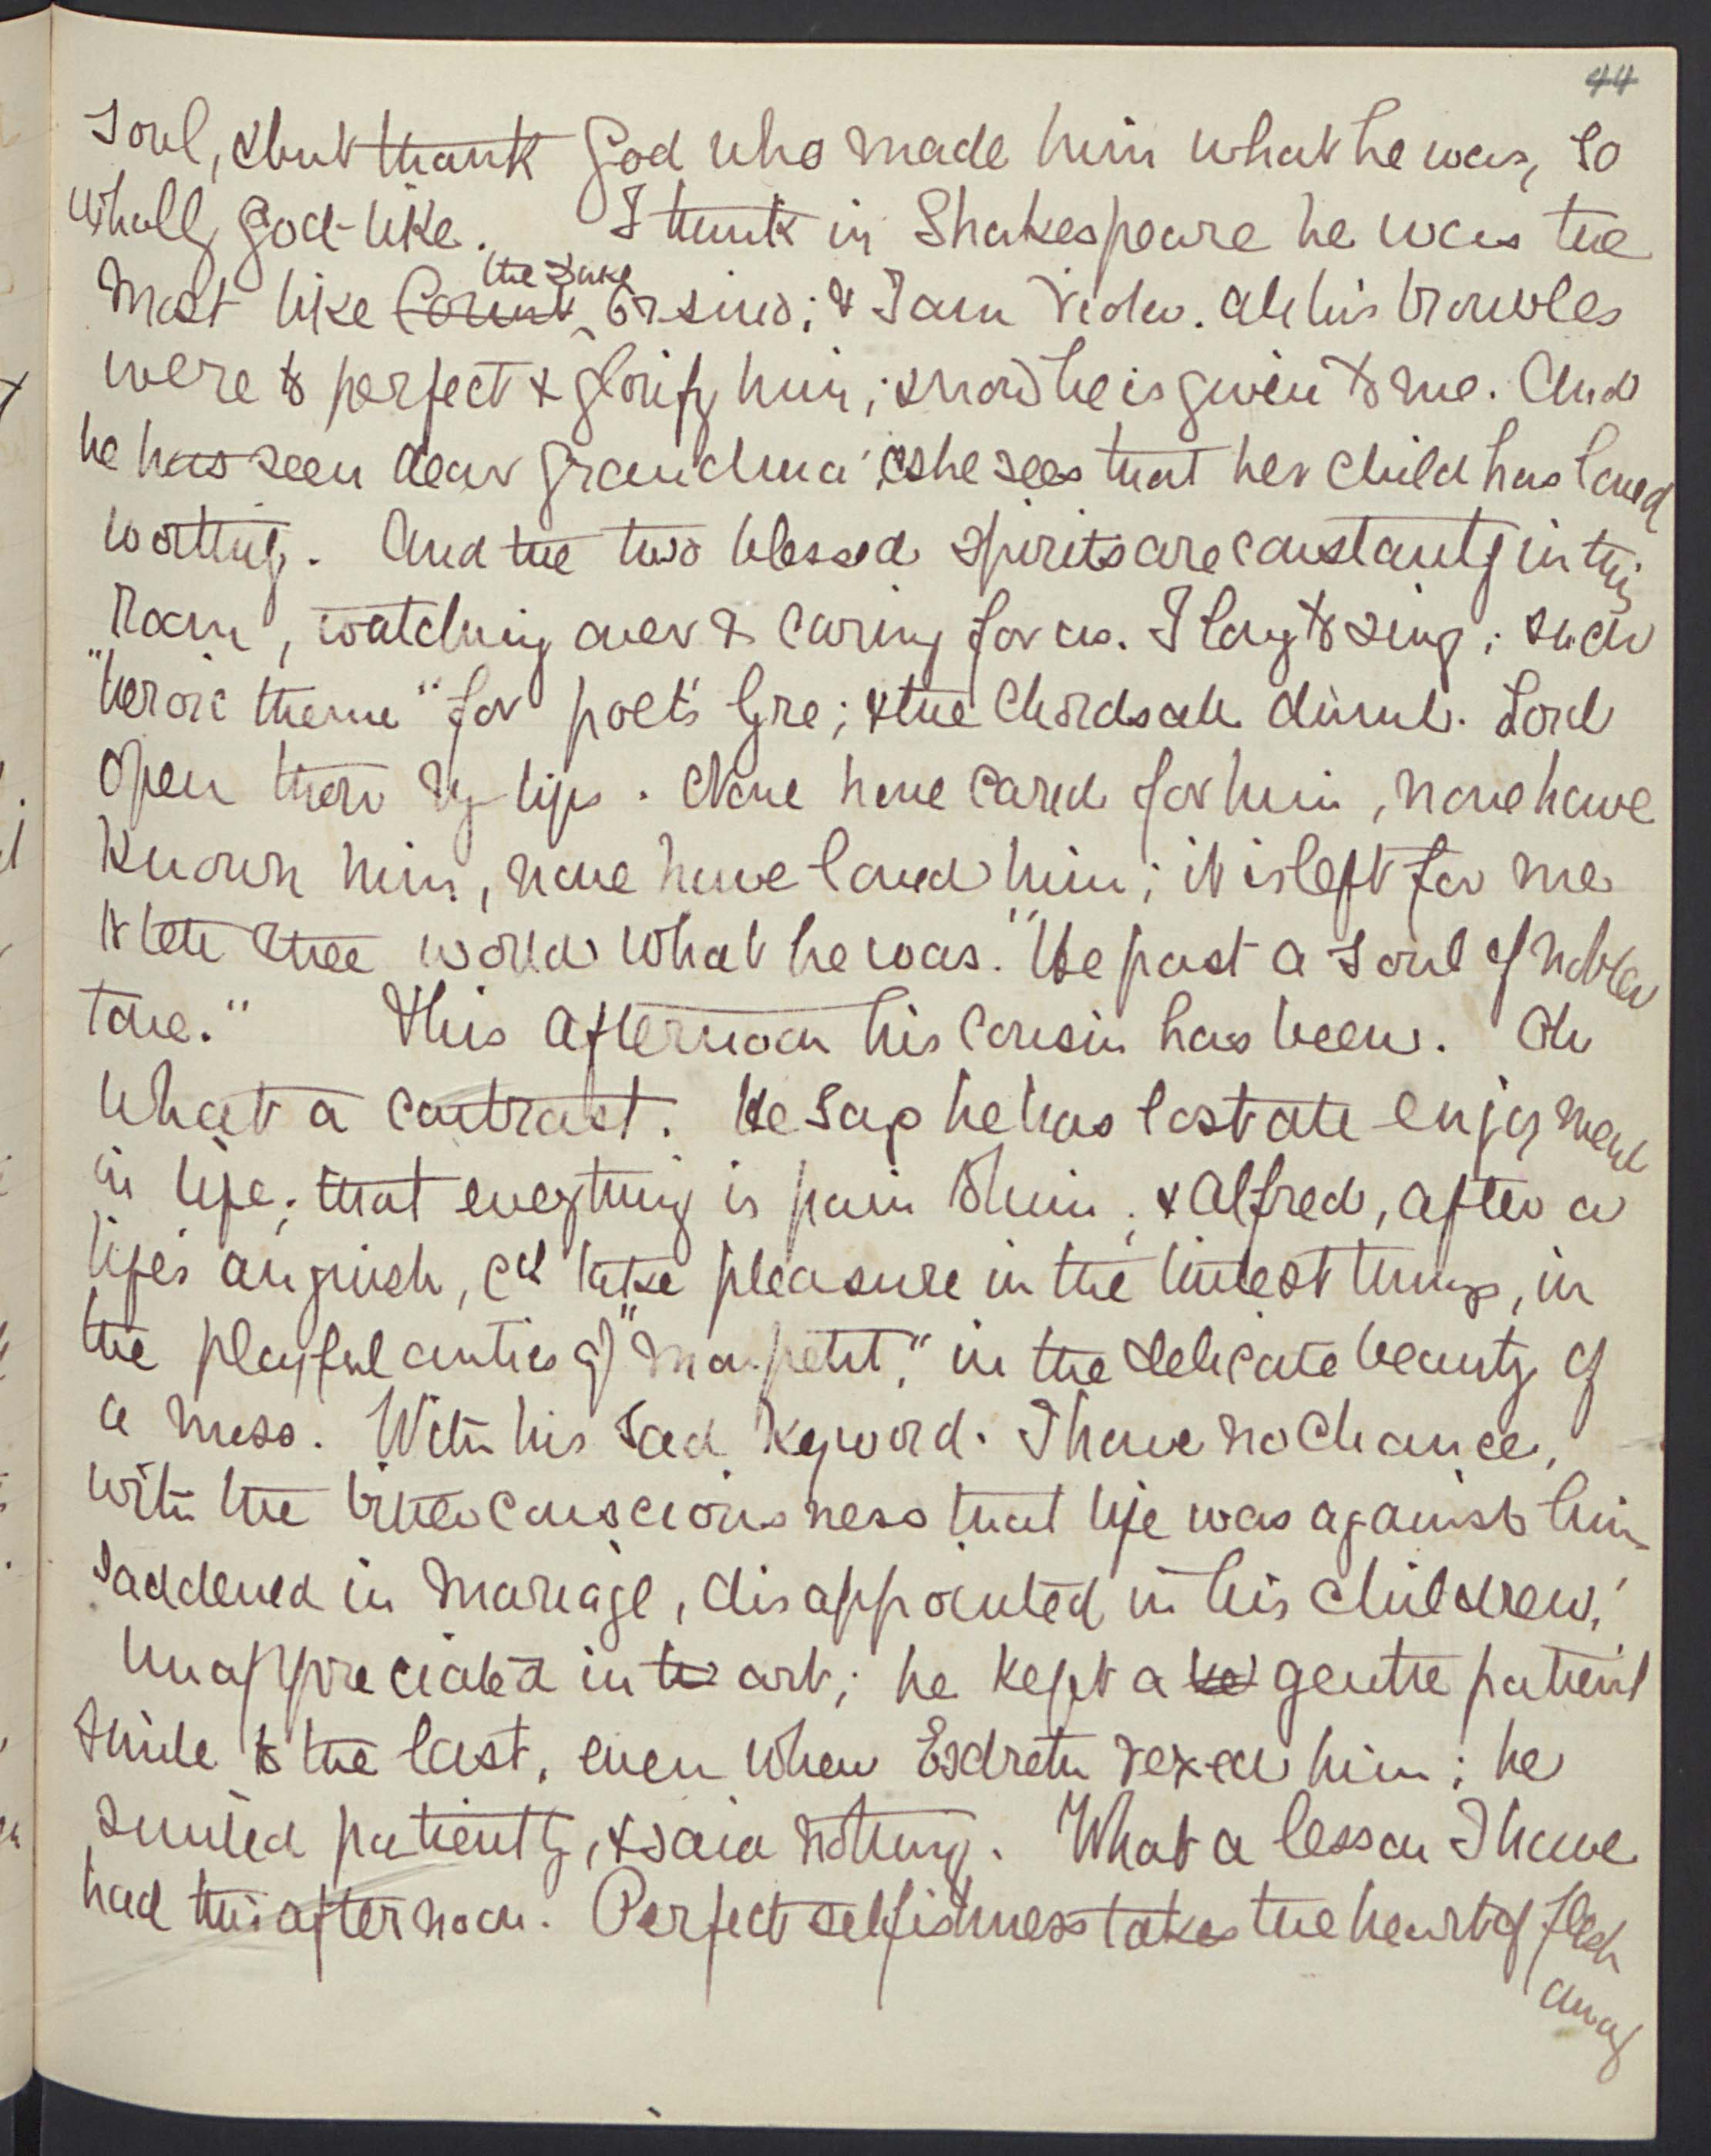 44
soul, & but thank God who made him what he was, so
wholly god-like. I think in Shakespeare he was the
most like Count the Duke Orsino; & I am Viola. All his troubles
were to perfect & glorify him; & now he is given to me. And
he has seen dear Grandma & she sees that her child has loved
worthily. And the two blessed spirits are constantly in this
room, watching over & caring for us. I long to sing; such
"heroic theme" for poet's lyre; & the chords all dumb. Lord
open thou my lips. None have cared for him, none have
known him, none have loved him; it is left for me
to tell the world what he was. "He past a soul of nobler
tone." This afternoon his cousin has been. Oh
what a contrast. He says he has lost all enjoyment
in life; that everything is pain to him; & Alfred, after a
life's anguish, cd take pleasure in the littlest things, in
the playful antics of "mon petit," in the delicate beauty of
a moss. With his sad keyword. I have no chance,
with the bitter consciousness that life was against him
saddened in mariage, disappointed in his children,
unappreciated in art; he kept a gentle patient
smile to the last, even when vexed him; he
smiled patiently, & said nothing. What a lesson I have
had this afternoon. Perfect selfishness takes the heart of flesh
away